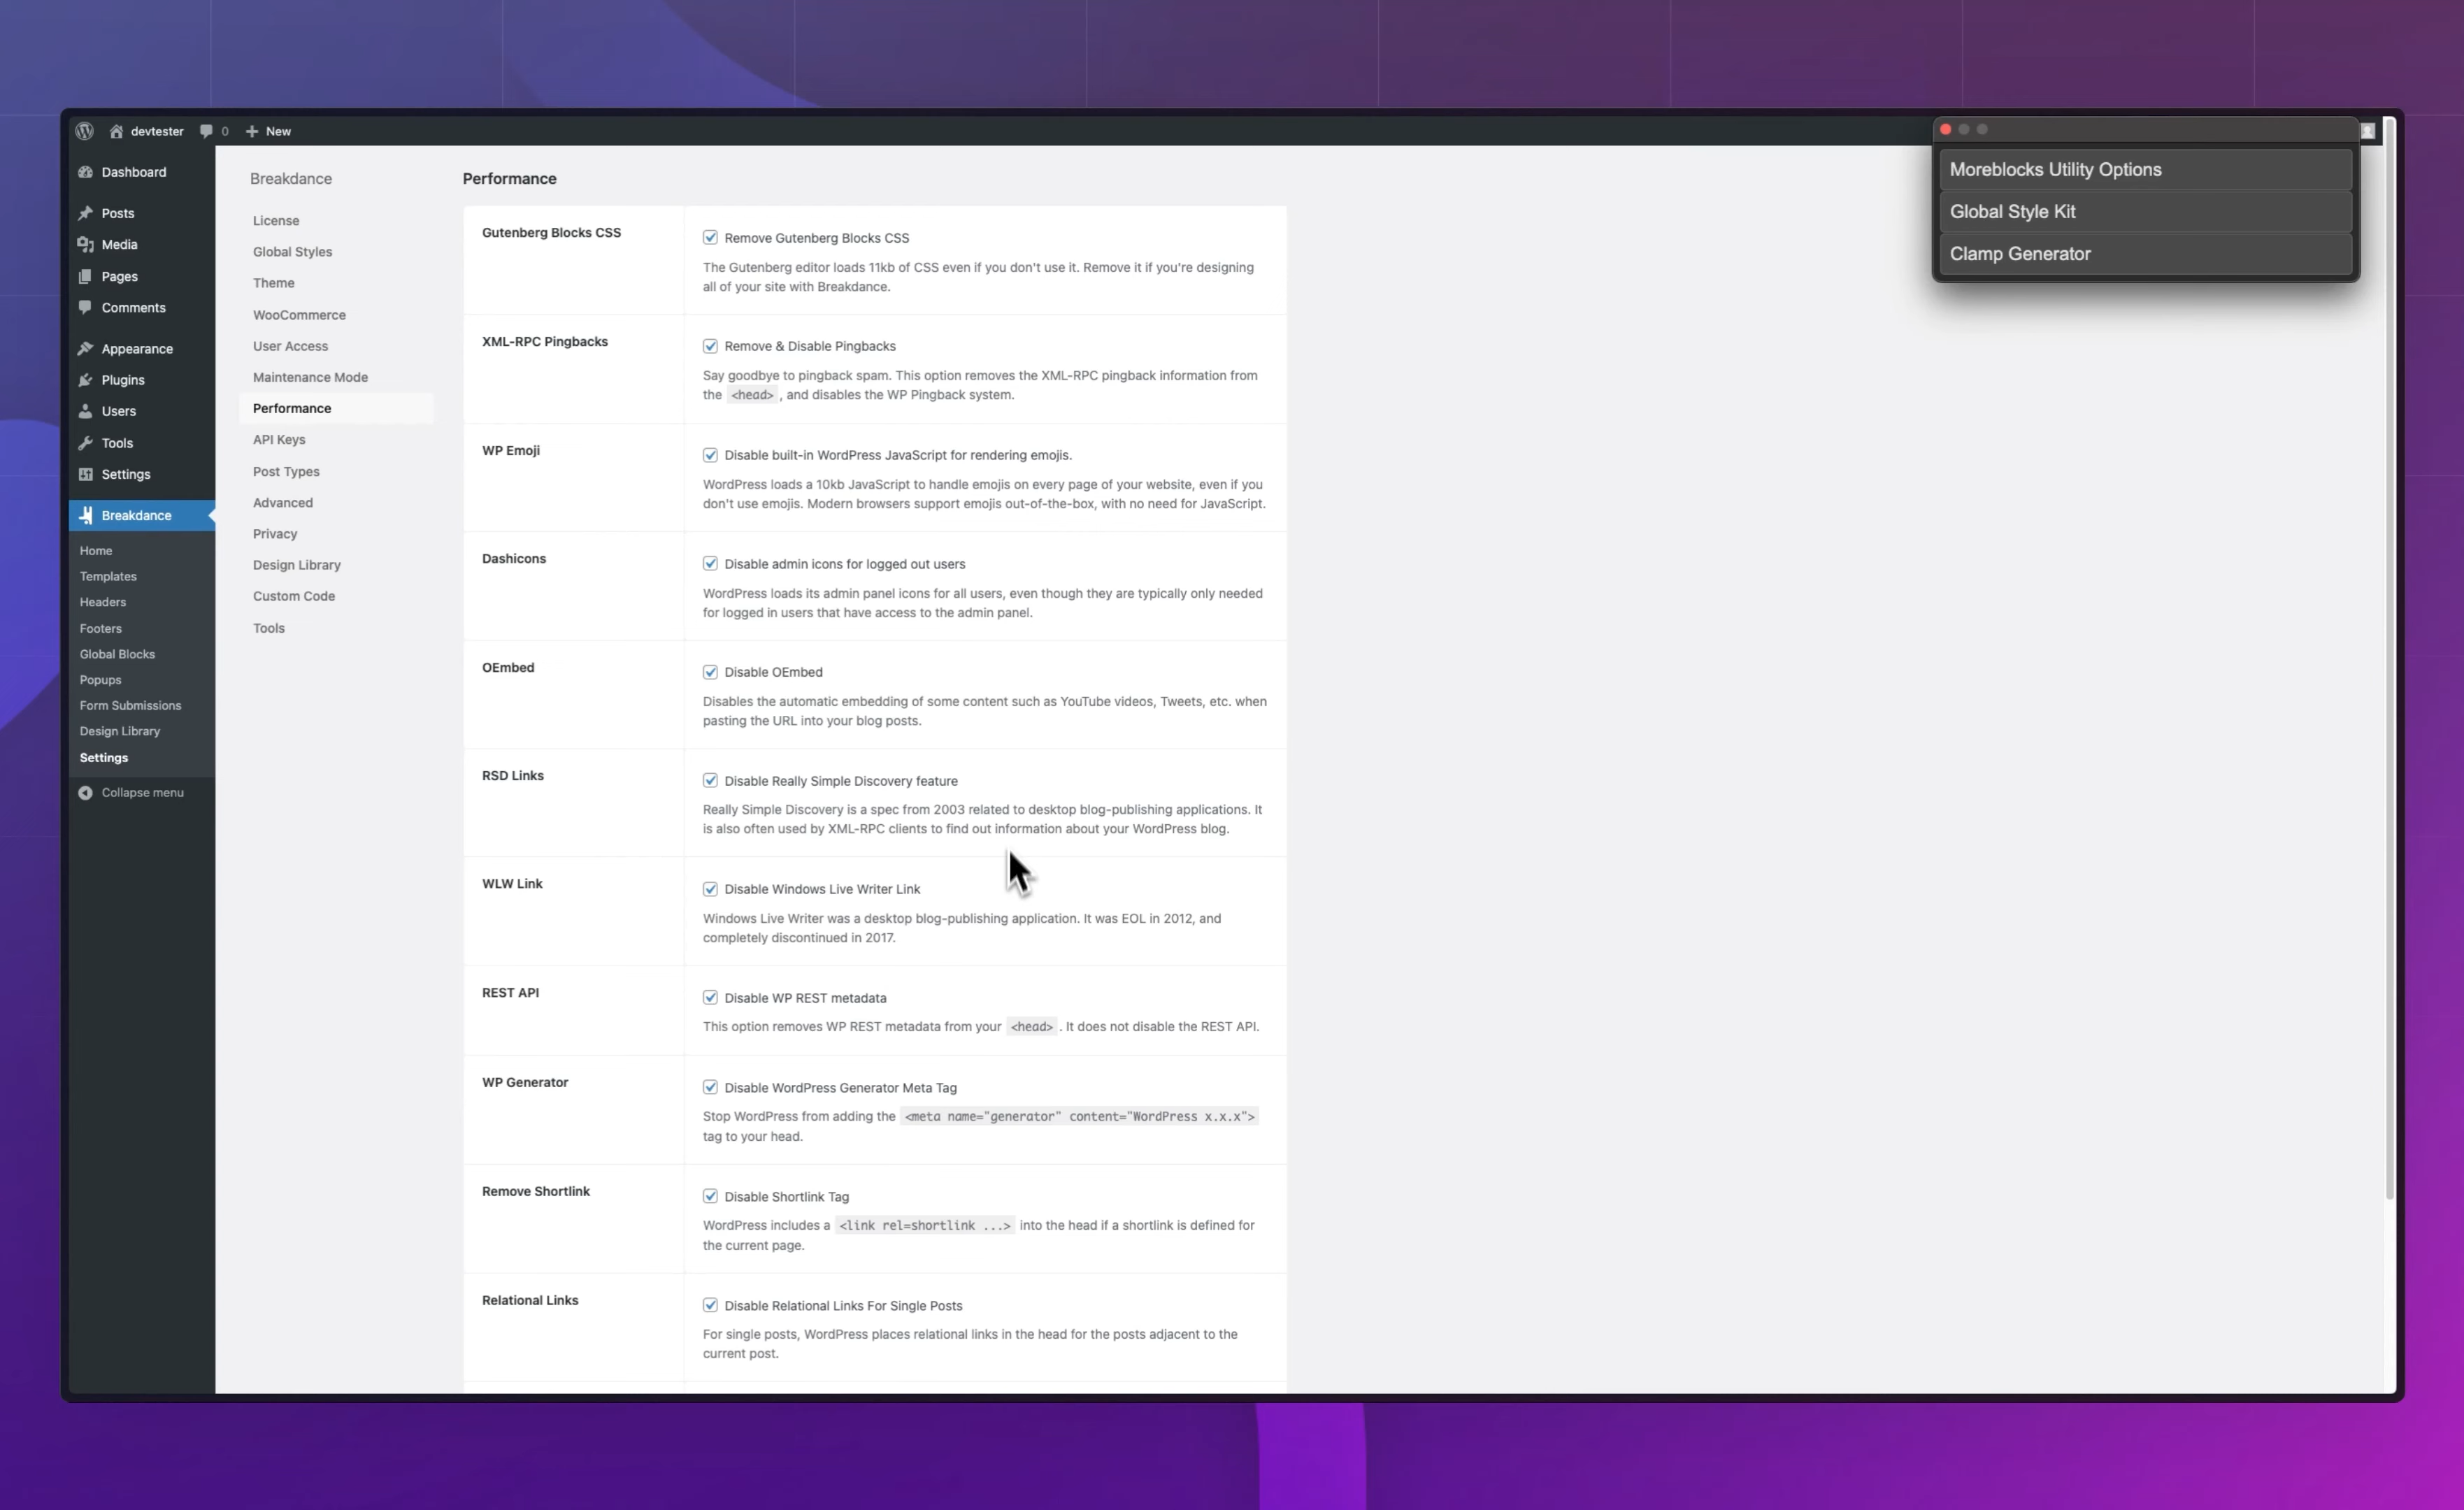 devtester
0
New
Dashboard
Posts
Media
Pages
Comments
Appearance
Plugins
Users
Tools
Settings
Breakdance
Home
Templates
Headers
Footers
Global Blocks
Popups
Form Submissions
Design Library
Settings
Collapse menu
Breakdance
License
Global Styles
Theme
WooCommerce
User Access
Maintenance Mode
Performance
API Keys
Post Types
Advanced
Privacy
Design Library
Custom Code
Tools
Performance
Gutenberg Blocks CSS
Remove Gutenberg Blocks CSS
The Gutenberg editor loads 11kb of CSS even if you don't use it. Remove it if you're designing
all of your site with Breakdance.
XML-RPC Pingbacks
Remove & Disable Pingbacks
Say goodbye to pingback spam. This option removes the XML-RPC pingback information from
the <head> , and disables the WP Pingback system.
WP Emoji
Disable built-in WordPress JavaScript for rendering emojis.
WordPress loads a 10kb JavaScript to handle emojis on every page of your website, even if you
don't use emojis. Modern browsers support emojis out-of-the-box, with no need for JavaScript.
Dashicons
Disable admin icons for logged out users
WordPress loads its admin panel icons for all users, even though they are typically only needed
for logged in users that have access to the admin panel.
OEmbed
Disable OEmbed
Disables the automatic embedding of some content such as YouTube videos, Tweets, etc. when
pasting the URL into your blog posts.
RSD Links
Disable Really Simple Discovery feature
Really Simple Discovery is a spec from 2003 related to desktop blog-publishing applications. It
is also often used by XML-RPC clients to find out information about your WordPress blog.
WLW Link
Disable Windows Live Writer Link
Windows Live Writer was a desktop blog-publishing application. It was EOL in 2012, and
completely discontinued in 2017.
REST API
Disable WP REST metadata
This option removes WP REST metadata from your <head> . It does not disable the REST API.
WP Generator
Disable WordPress Generator Meta Tag
Stop WordPress from adding the <meta name="generator" content="WordPress x.x.x">
tag to your head.
Remove Shortlink
Disable Shortlink Tag
WordPress includes a <link rel=shortlink ...> into the head if a shortlink is defined for
the current page.
Relational Links
Disable Relational Links For Single Posts
For single posts, WordPress places relational links in the head for the posts adjacent to the
current post.
Moreblocks Utility Options
Global Style Kit
Clamp Generator